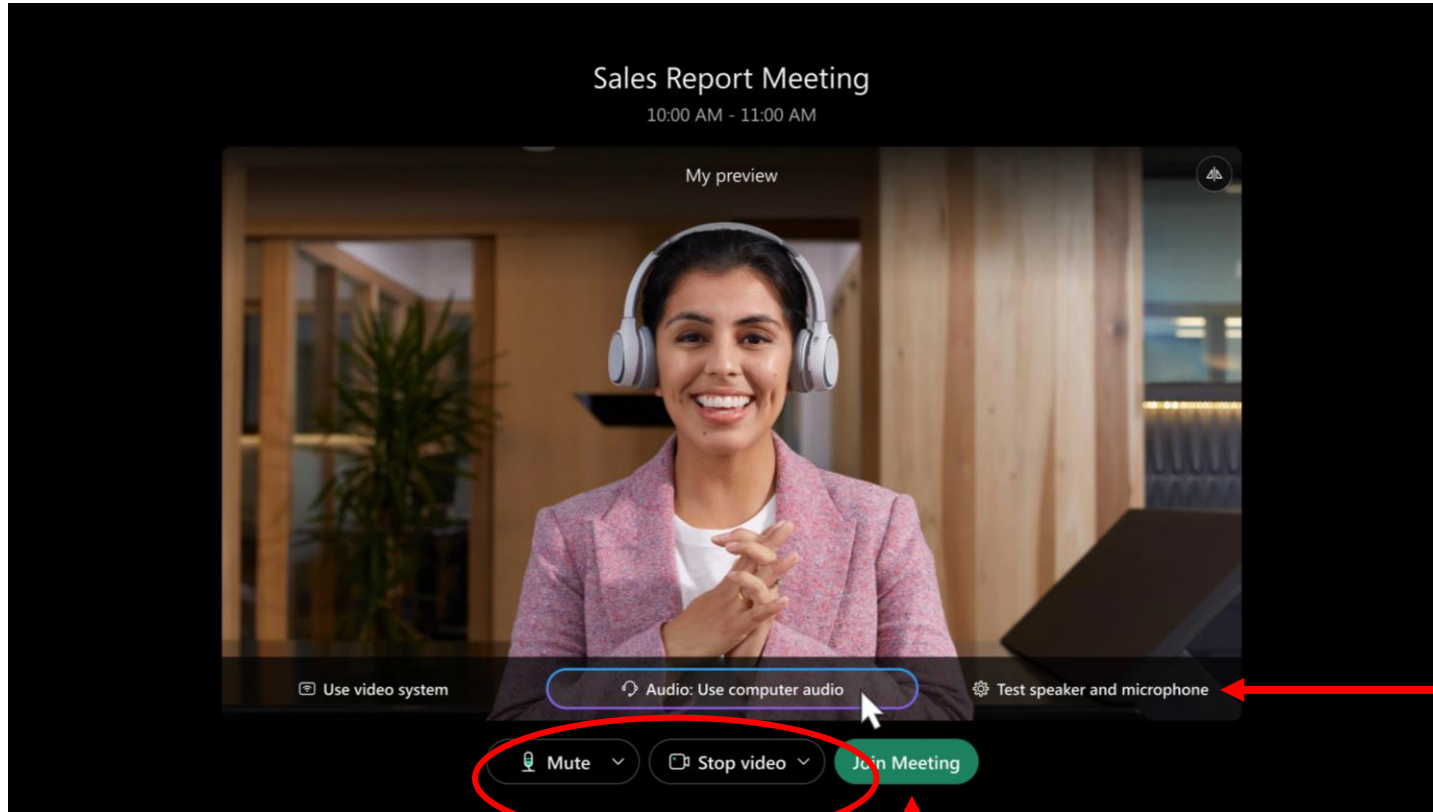 Sales Report Meeting
10:00 AM - 11:00 AM
My preview
Use video system
Audio: Use computer audio
Test speaker and microphone
Mute
Stop video
Join Meeting